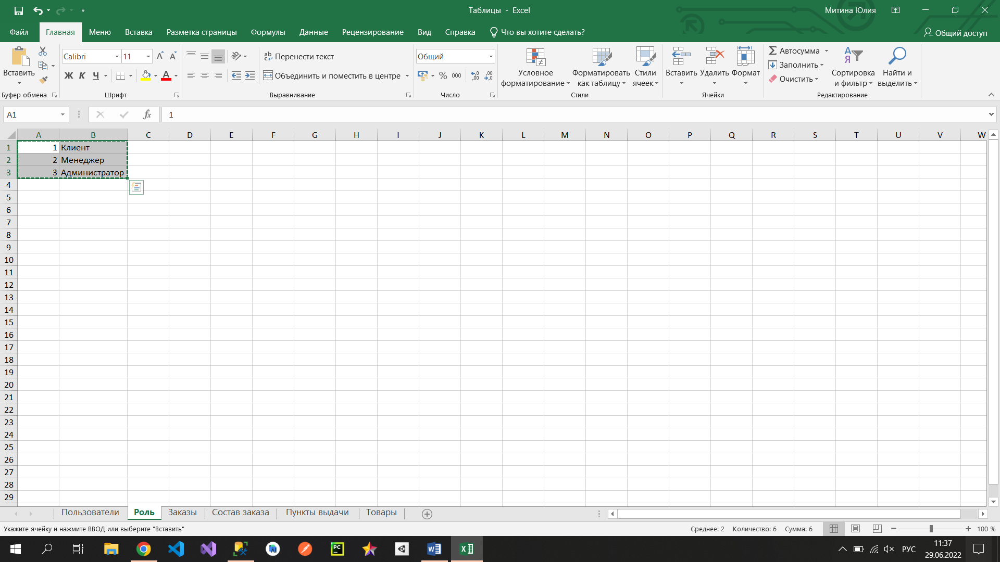 Таблицы - Excel
Митина Юлия
Файл Главная Меню Вставка Разметка страницы Формулы Данные Рецензирование Вид Справка Что вы хотите сделать? Общий доступ
Calibri 11
Перенести текст
Общий
Автосумма
Заполнить
Очистить
Вставить
Ж К Ч
Объединить и поместить в центре
% 000
Условное форматирование
Форматировать как таблицу
Стили ячеек
Вставить Удалить Формат
Сортировка и фильтр
Найти и выделить
Буфер обмена Шрифт Выравнивание Число Стили Ячейки Редактирование
A1 fx 1
A B C D E F G H I J K L M N O P Q R S T U V W
1 1 Клиент
2 2 Менеджер
3 3 Администратор
4
5
6
7
8
9
10
11
12
13
14
15
16
17
18
19
20
21
22
23
24
25
26
27
28
29
Пользователи Роль Заказы Состав заказа Пункты выдачи Товары
Укажите ячейку и нажмите ВВОД или выберите "Вставить" Среднее: 2 Количество: 6 Сумма: 6 100 %
РУС 11:37
29.06.2022